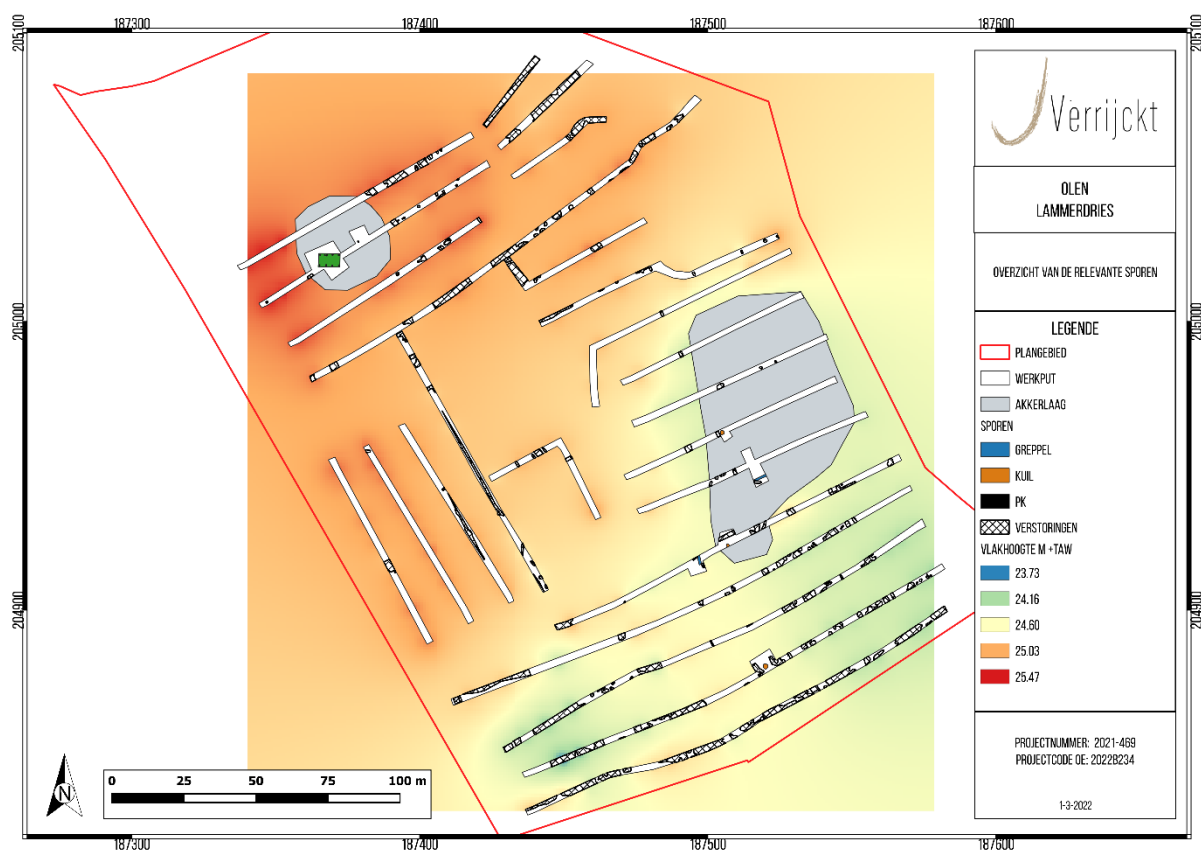 187300 187400 187500 187600
205100 205100
Verrijckt
OLEN
LAMMERDRIES
OVERZICHT VAN DE RELEVANTE SPOREN
205000 205000
LEGENDE
PLANGEBIED
WERKPUT
AKKERLAAG
SPOREN
GREPPEL
KUIL
PK
VERSTORINGEN
VLAKHOOGTE M +TAW
23.73
24.16
24.60
25.03
25.47
204900 204900
PROJECTNUMMER: 2021-469
PROJECTCODE OE: 2022B234
1-3-2022
N
0 25 50 75 100 m
187300 187400 187500 187600